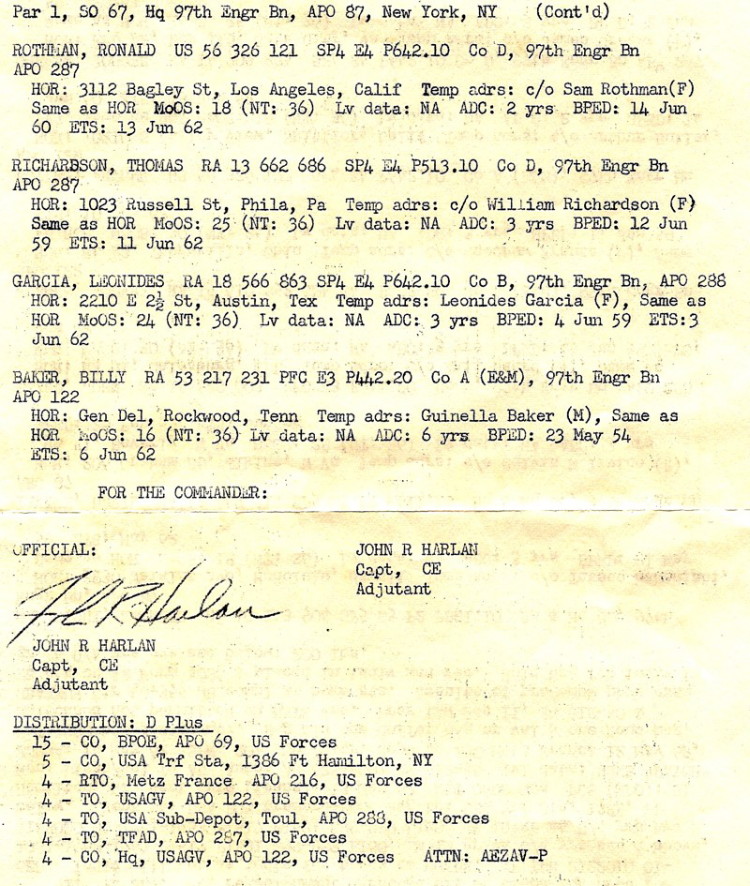 Par 1, SO 67, Hq 97th Engr Bn, APO 87, New York, NY (Cont'd)
ROTHMAN, RONALD US 56 326 121 SP4 E4 P642.10 Co D, 97th Engr Bn
APO 287
HOR: 3112 Bagley St, Los Angeles, Calif Temp adrs: c/o Sam Rothman(F)
Same as HOR MoOS: 18 (NT: 36) Lv data: NA ADC: 2 yrs BPED: 14 Jun
60 ETS: 13 Jun 62
RICHARDSON, THOMAS RA 13 662 686 SP4 E4 P513.10 Co D, 97th Engr Bn
APO 287
HOR: 1023 Russell St, Phila, Pa Temp adrs: c/o William Richardson (F)
Same as HOR MoOS: 25 (NT: 36) Lv data: NA ADC: 3 yrs BPED: 12 Jun
59 ETS: 11 Jun 62
GARCIA, LEONIDES RA 18 566 863 SP4 E4 P642.10 Co B, 97th Engr Bn, APO 288
HOR: 2210 E 2½ St, Austin, Tex Temp adrs: Leonides Garcia (F), Same as
HOR MoOS: 24 (NT: 36) Lv data: NA ADC: 3 yrs BPED: 4 Jun 59 ETS:3
Jun 62
BAKER, BILLY RA 53 217 231 PFC E3 P442.20 Co A (E&M), 97th Engr Bn
APO 122
HOR: Gen Del, Rockwood, Tenn Temp adrs: Guinella Baker (M), Same as
HOR MoOS: 16 (NT: 36) Lv data: NA ADC: 6 yrs BPED: 23 May 54
ETS: 6 Jun 62
FOR THE COMMANDER:
OFFICIAL:
JOHN R HARLAN
Capt, CE
Adjutant
John R Harlan
JOHN R HARLAN
Capt, CE
Adjutant
DISTRIBUTION: D Plus
15 - CO, BPOE, APO 69, US Forces
5 - CO, USA Trf Sta, 1386 Ft Hamilton, NY
4 - RTO, Metz France APO 216, US Forces
4 - TO, USAGV, APO 122, US Forces
4 - TO, USA Sub-Depot, Toul, APO 288, US Forces
4 - TO, TFAD, APO 287, US Forces
4 - CO, Hq, USAGV, APO 122, US Forces ATTN: AEZAV-P